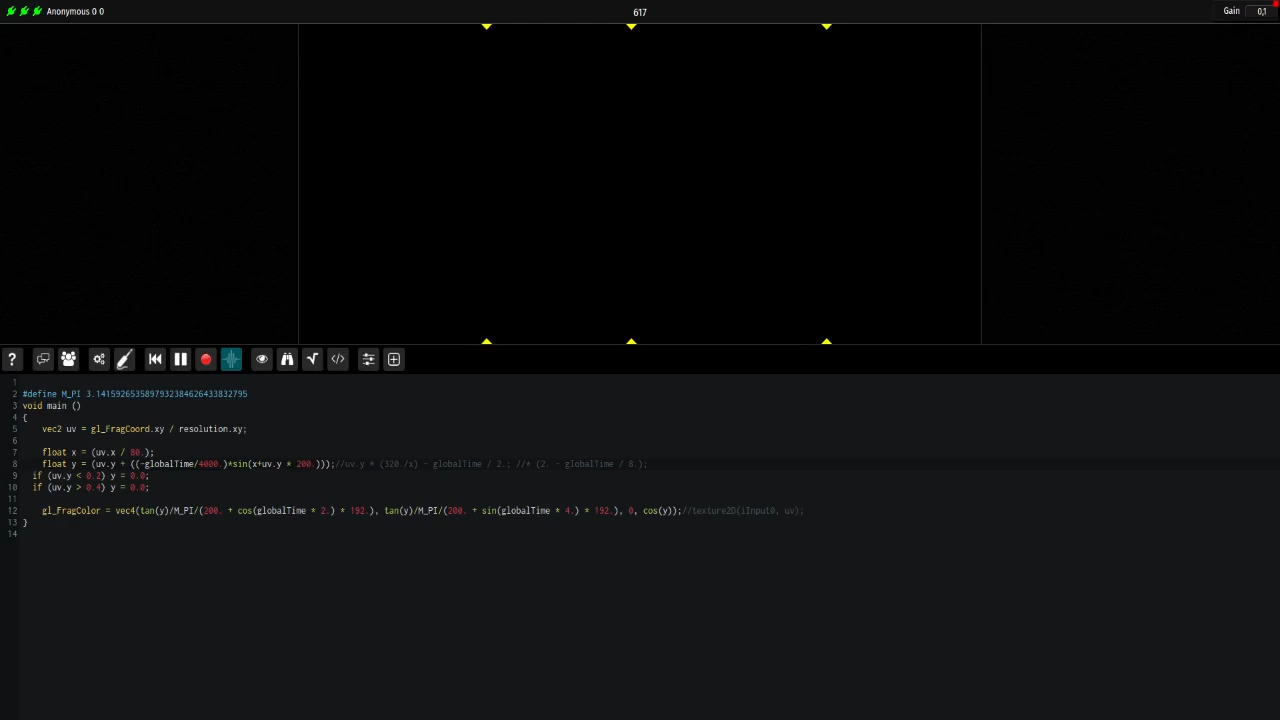 Anonymous 0 0
617
Gain 0,1
1
2 #define M_PI 3.1415926535897932384626433832795
3 void main ()
4 {
5 vec2 uv = gl_FragCoord.xy / resolution.xy;
6
7 float x = (uv.x / 80.);
8 float y = (uv.y + ((-globalTime/4000.)*sin(x+uv.y * 200.)));//uv.y * (320./x) - globalTime / 2.; //* (2. - globalTime / 8.);
9 if (uv.y < 0.2) y = 0.0;
10 if (uv.y > 0.4) y = 0.0;
11
12 gl_FragColor = vec4(tan(y)/M_PI/(200. + cos(globalTime * 2.) * 192.), tan(y)/M_PI/(200. + sin(globalTime * 4.) * 192.), 0, cos(y));//texture2D(iInput0, uv);
13 }
14